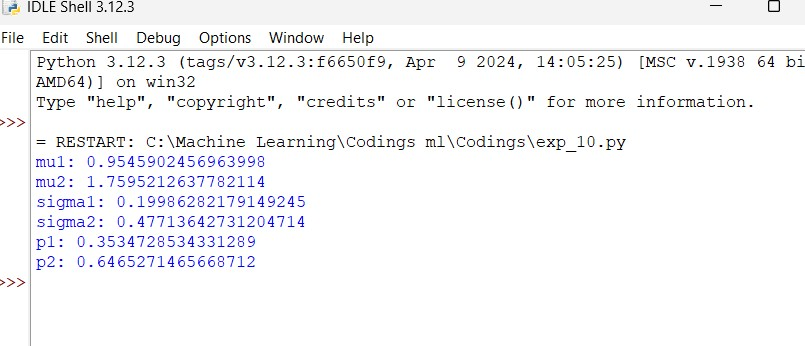 IDLE Shell 3.12.3
File Edit Shell Debug Options Window Help
Python 3.12.3 (tags/v3.12.3:f6650f9, Apr  9 2024, 14:05:25) [MSC v.1938 64 bi
AMD64)] on win32
Type "help", "copyright", "credits" or "license()" for more information.
>>>
= RESTART: C:\Machine Learning\Codings ml\Codings\exp_10.py
mu1: 0.9545902456963998
mu2: 1.7595212637782114
sigma1: 0.19986282179149245
sigma2: 0.47713642731204714
p1: 0.3534728534331289
p2: 0.6465271465668712
>>>